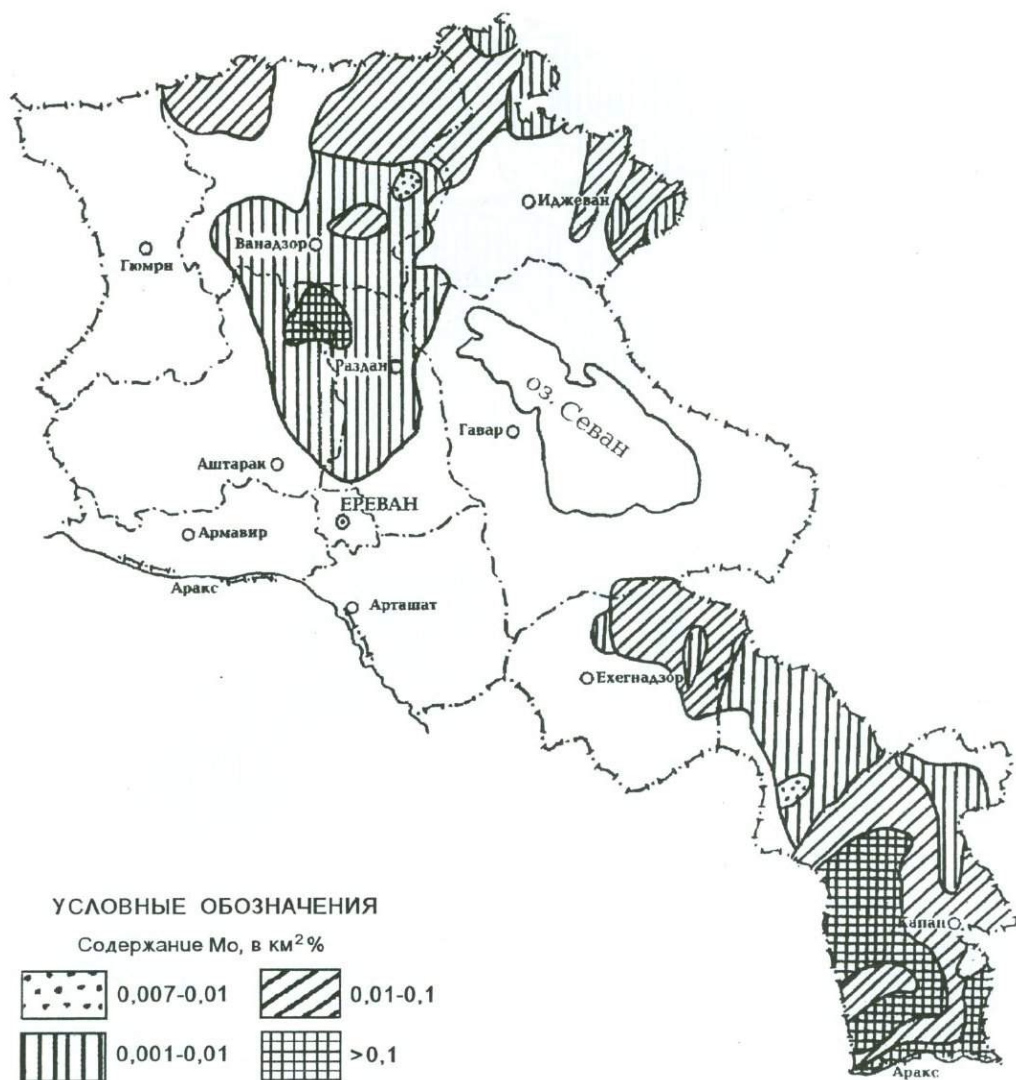 Иджеван
Ванадзор
Гюмри
Раздан
оз. Севан
Гавар
Аштарак
ЕРЕВАН
Армавир
Аракс
Арташат
Ехегнадзор
Капан
Аракс
УСЛОВНЫЕ ОБОЗНАЧЕНИЯ
Содержание Mo, в км²%
0,007-0,01
0,01-0,1
0,001-0,01
>0,1